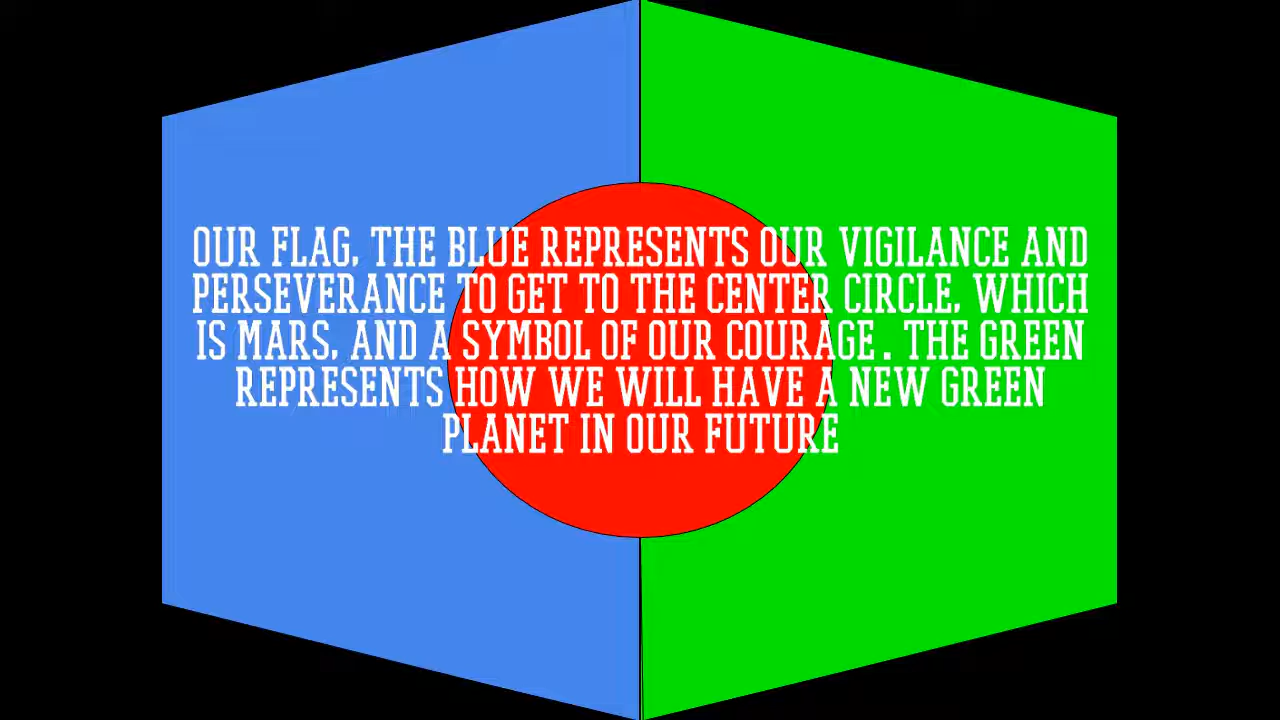 OUR FLAG, THE BLUE REPRESENTS OUR VIGILANCE AND
PERSEVERANCE TO GET TO THE CENTER CIRCLE, WHICH
IS MARS, AND A SYMBOL OF OUR COURAGE. THE GREEN
REPRESENTS HOW WE WILL HAVE A NEW GREEN
PLANET IN OUR FUTURE